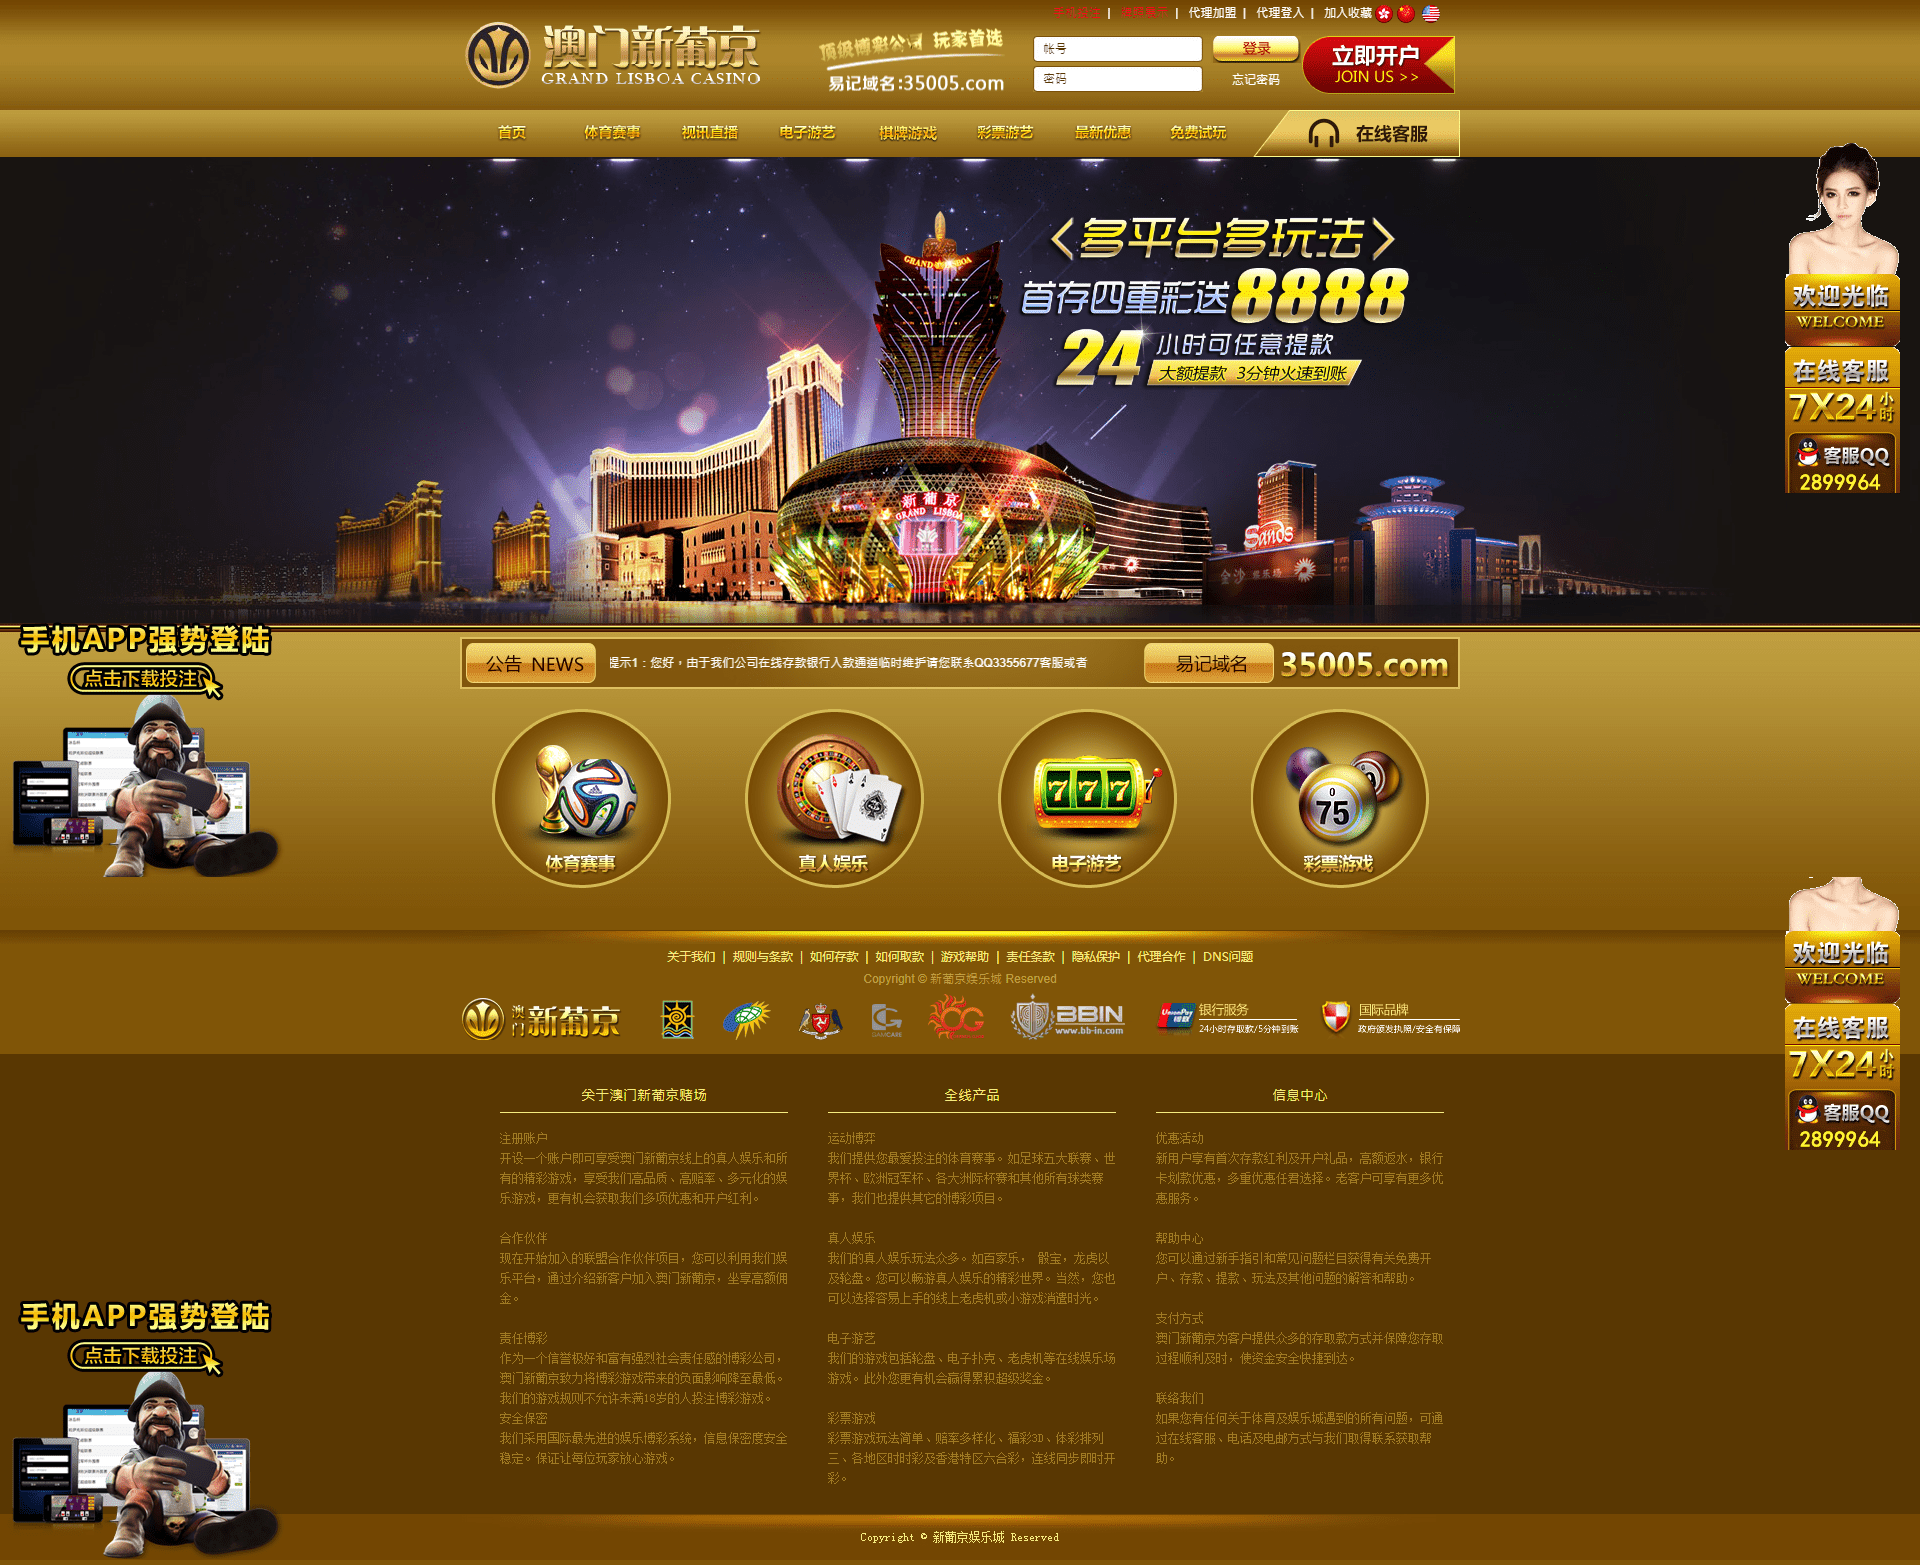 代理加盟 | 代理登入 | 加入收藏
澳门新葡京
GRAND LISBOA CASINO
顶级博彩公司 玩家首选
易记域名:35005.com
帐号
密码
登录
忘记密码
立即开户
JOIN US >>
首页 体育赛事 视讯直播 电子游艺 棋牌游戏 彩票游艺 最新优惠 免费试玩 在线客服
多平台多玩法
首存四重彩送8888
24小时可任意提款
大额提款 3分钟火速到账
GRAND LISBOA
新葡京
GRAND LISBOA
Sands
金沙 娱乐场
欢迎光临
WELCOME
在线客服
7X24小时
客服QQ
2899964
手机APP强势登陆
点击下载投注
公告 NEWS
提示1：您好，由于我们公司在线存款银行入款通道临时维护请您联系QQ3355677客服或者
易记域名 35005.com
体育赛事
真人娱乐
777
电子游艺
75
彩票游戏
欢迎光临
WELCOME
在线客服
7X24小时
客服QQ
2899964
关于我们 | 规则与条款 | 如何存款 | 如何取款 | 游戏帮助 | 责任条款 | 隐私保护 | 代理合作 | DNS问题
Copyright © 新葡京娱乐城 Reserved
澳门新葡京
GAMCARE
OG
BBIN
www.bb-in.com
UnionPay
银联
银行服务
24小时存取款/5分钟到账
国际品牌
政府颁发执照/安全有保障
关于澳门新葡京赌场
注册账户
开设一个账户即可享受澳门新葡京线上的真人娱乐和所
有的精彩游戏，享受我们高品质、高赔率、多元化的娱
乐游戏，更有机会获取我们多项优惠和开户红利。
合作伙伴
现在开始加入的联盟合作伙伴项目，您可以利用我们娱
乐平台，通过介绍新客户加入澳门新葡京，坐享高额佣
金。
责任博彩
作为一个信誉极好和富有强烈社会责任感的博彩公司，
澳门新葡京致力将博彩游戏带来的负面影响降至最低。
我们的游戏规则不允许未满18岁的人投注博彩游戏。
安全保密
我们采用国际最先进的娱乐博彩系统，信息保密度安全
稳定。保证让每位玩家放心游戏。
全线产品
运动博弈
我们提供您最爱投注的体育赛事。如足球五大联赛、世
界杯、欧洲冠军杯、各大洲际杯赛和其他所有球类赛
事，我们也提供其它的博彩项目。
真人娱乐
我们的真人娱乐玩法众多。如百家乐， 骰宝，龙虎以
及轮盘。您可以畅游真人娱乐的精彩世界。当然，您也
可以选择容易上手的线上老虎机或小游戏消遣时光。
电子游艺
我们的游戏包括轮盘、电子扑克、老虎机等在线娱乐场
游戏。此外您更有机会赢得累积超级奖金。
彩票游戏
彩票游戏玩法简单、赔率多样化、福彩3D、体彩排列
三、各地区时时彩及香港特区六合彩，连线同步即时开
彩。
信息中心
优惠活动
新用户享有首次存款红利及开户礼品，高额返水，银行
卡划款优惠，多重优惠任君选择。老客户可享有更多优
惠服务。
帮助中心
您可以通过新手指引和常见问题栏目获得有关免费开
户、存款、提款、玩法及其他问题的解答和帮助。
支付方式
澳门新葡京为客户提供众多的存取款方式并保障您存取
过程顺利及时，使资金安全快捷到达。
联络我们
如果您有任何关于体育及娱乐城遇到的所有问题，可通
过在线客服、电话及电邮方式与我们取得联系获取帮
助。
手机APP强势登陆
点击下载投注
Copyright © 新葡京娱乐城 Reserved